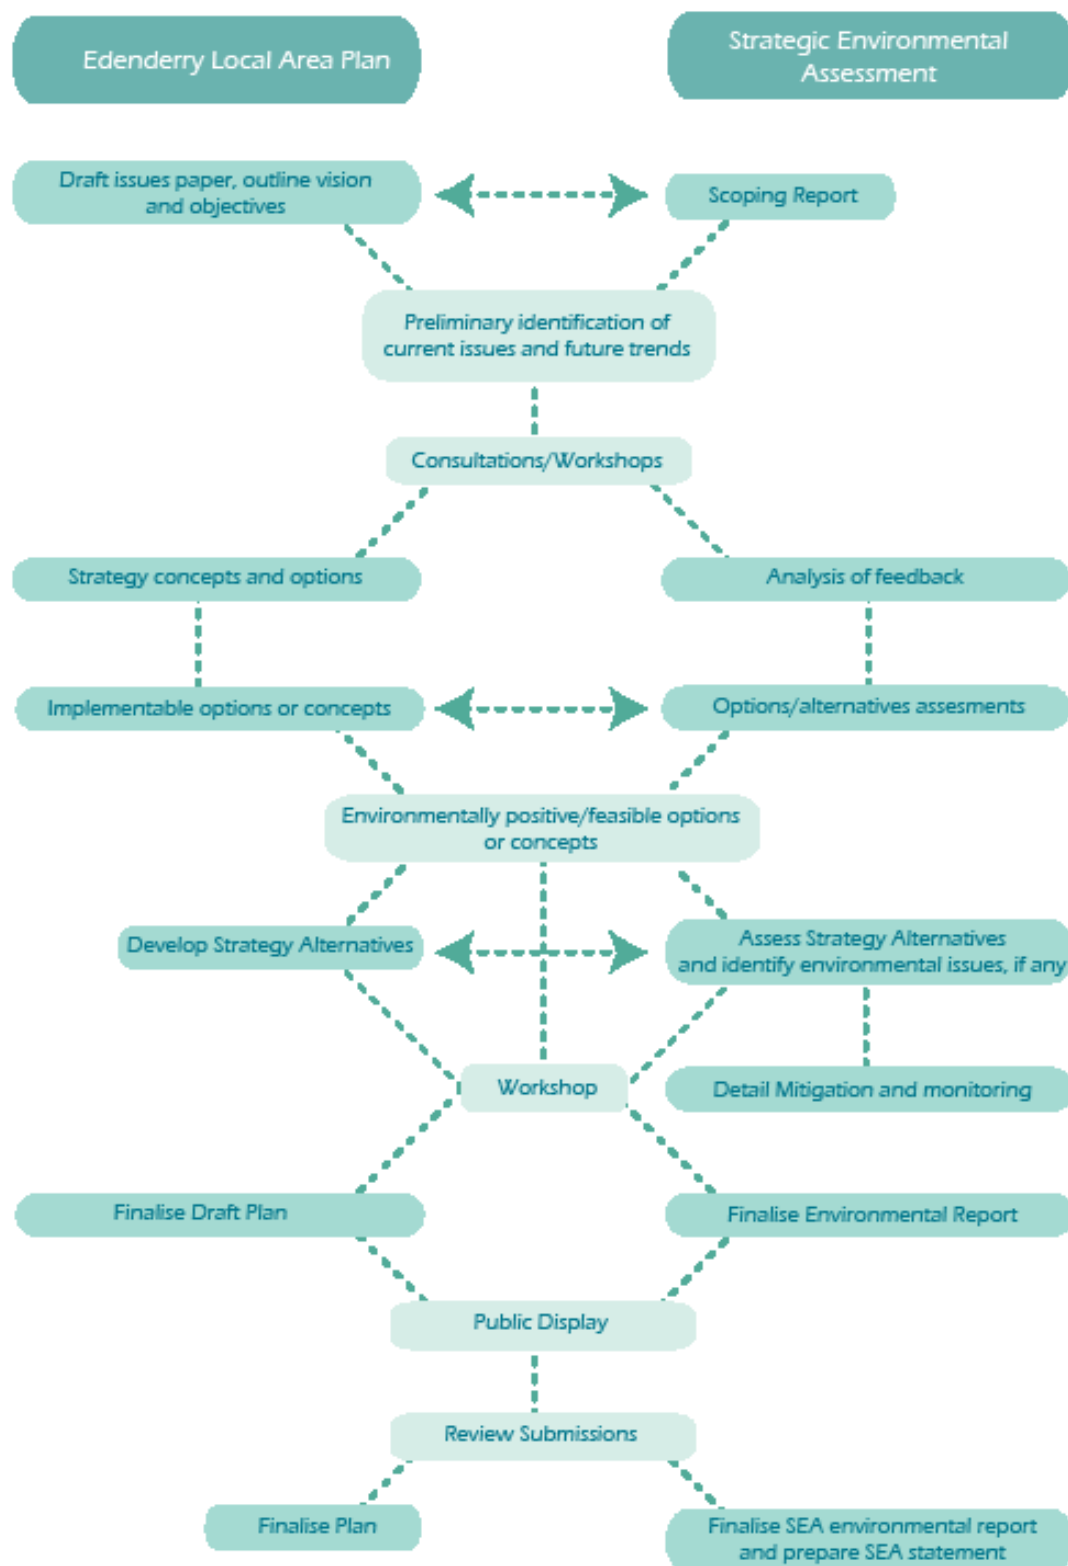 Edenderry Local Area Plan
Strategic Environmental
Assessment
Draft issues paper, outline vision
and objectives
Scoping Report
Preliminary identification of
current issues and future trends
Consultations/Workshops
Strategy concepts and options
Analysis of feedback
Implementable options or concepts
Options/alternatives assesments
Environmentally positive/feasible options
or concepts
Develop Strategy Alternatives
Assess Strategy Alternatives
and identify environmental issues, if any
Workshop
Detail Mitigation and monitoring
Finalise Draft Plan
Finalise Environmental Report
Public Display
Review Submissions
Finalise Plan
Finalise SEA environmental report
and prepare SEA statement